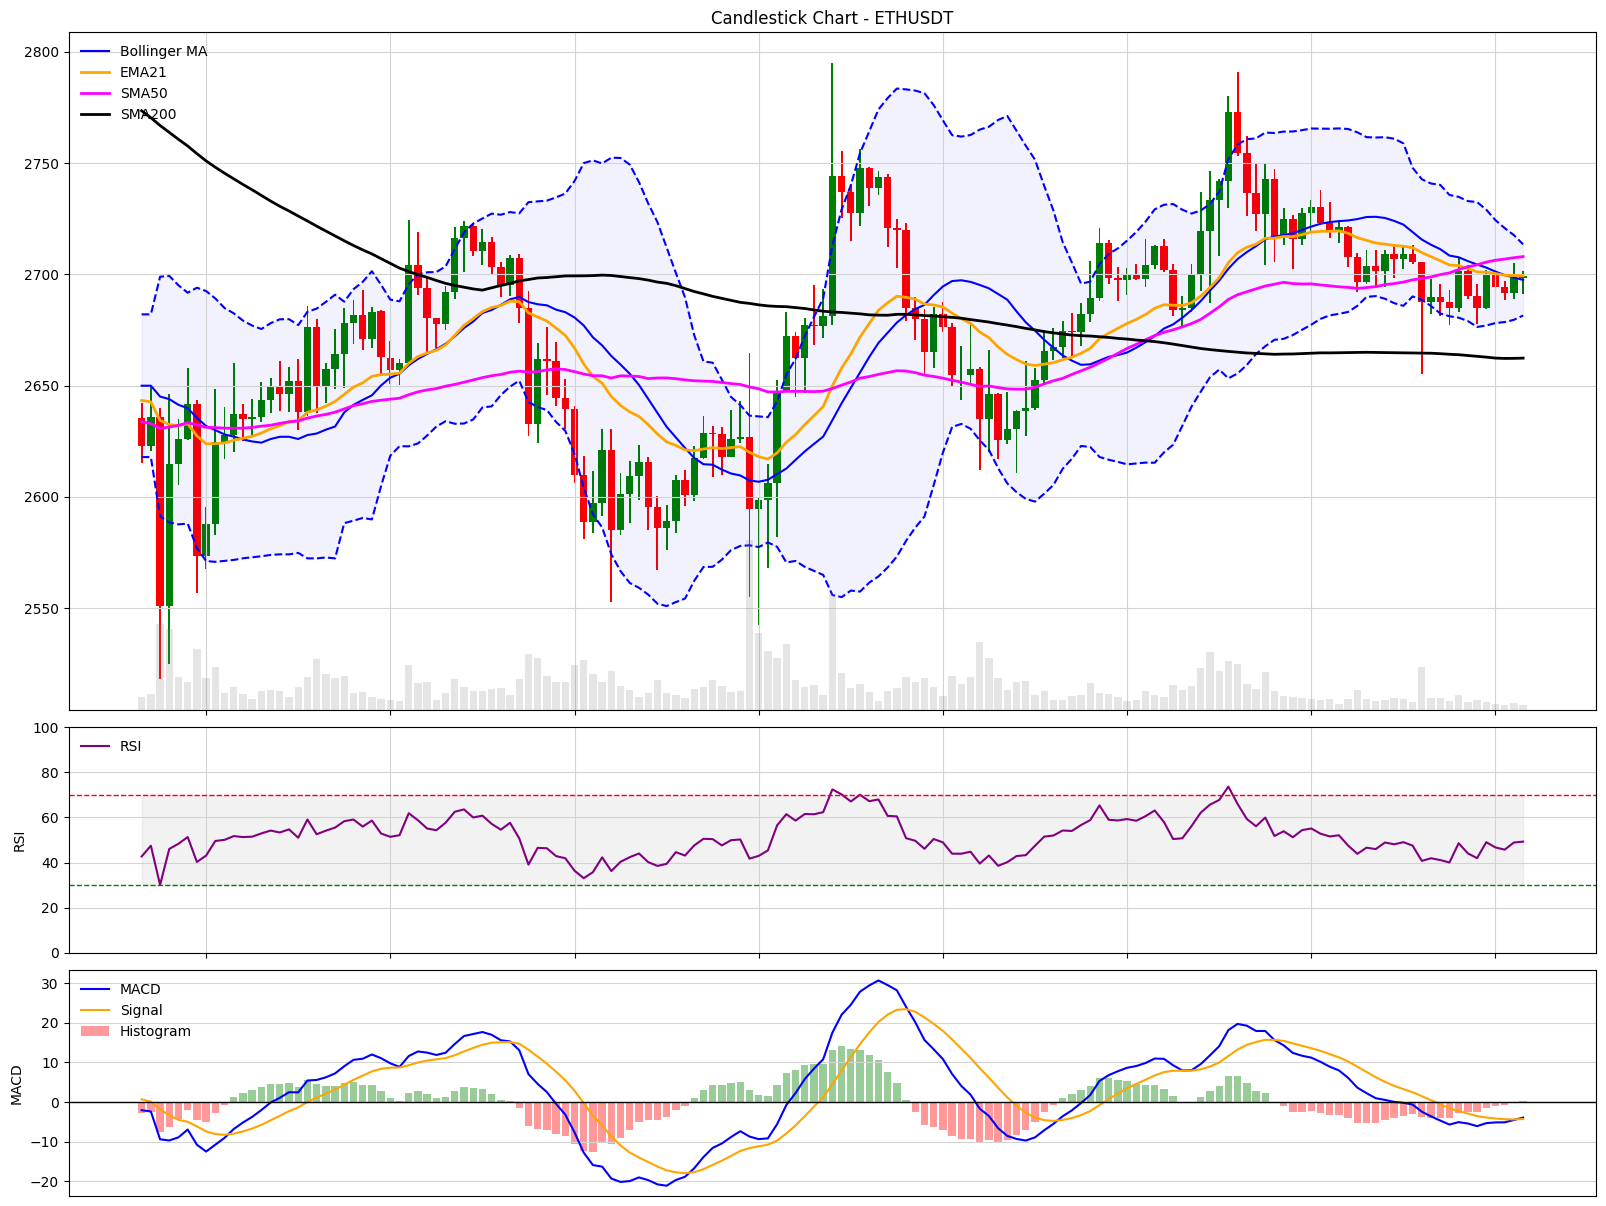 Candlestick Chart - ETHUSDT
Bollinger MA
EMA21
SMA50
SMA200
2800
2750
2700
2650
2600
2550
RSI
100
80
60
40
20
0
RSI
MACD
Signal
Histogram
30
20
10
0
−10
−20
MACD